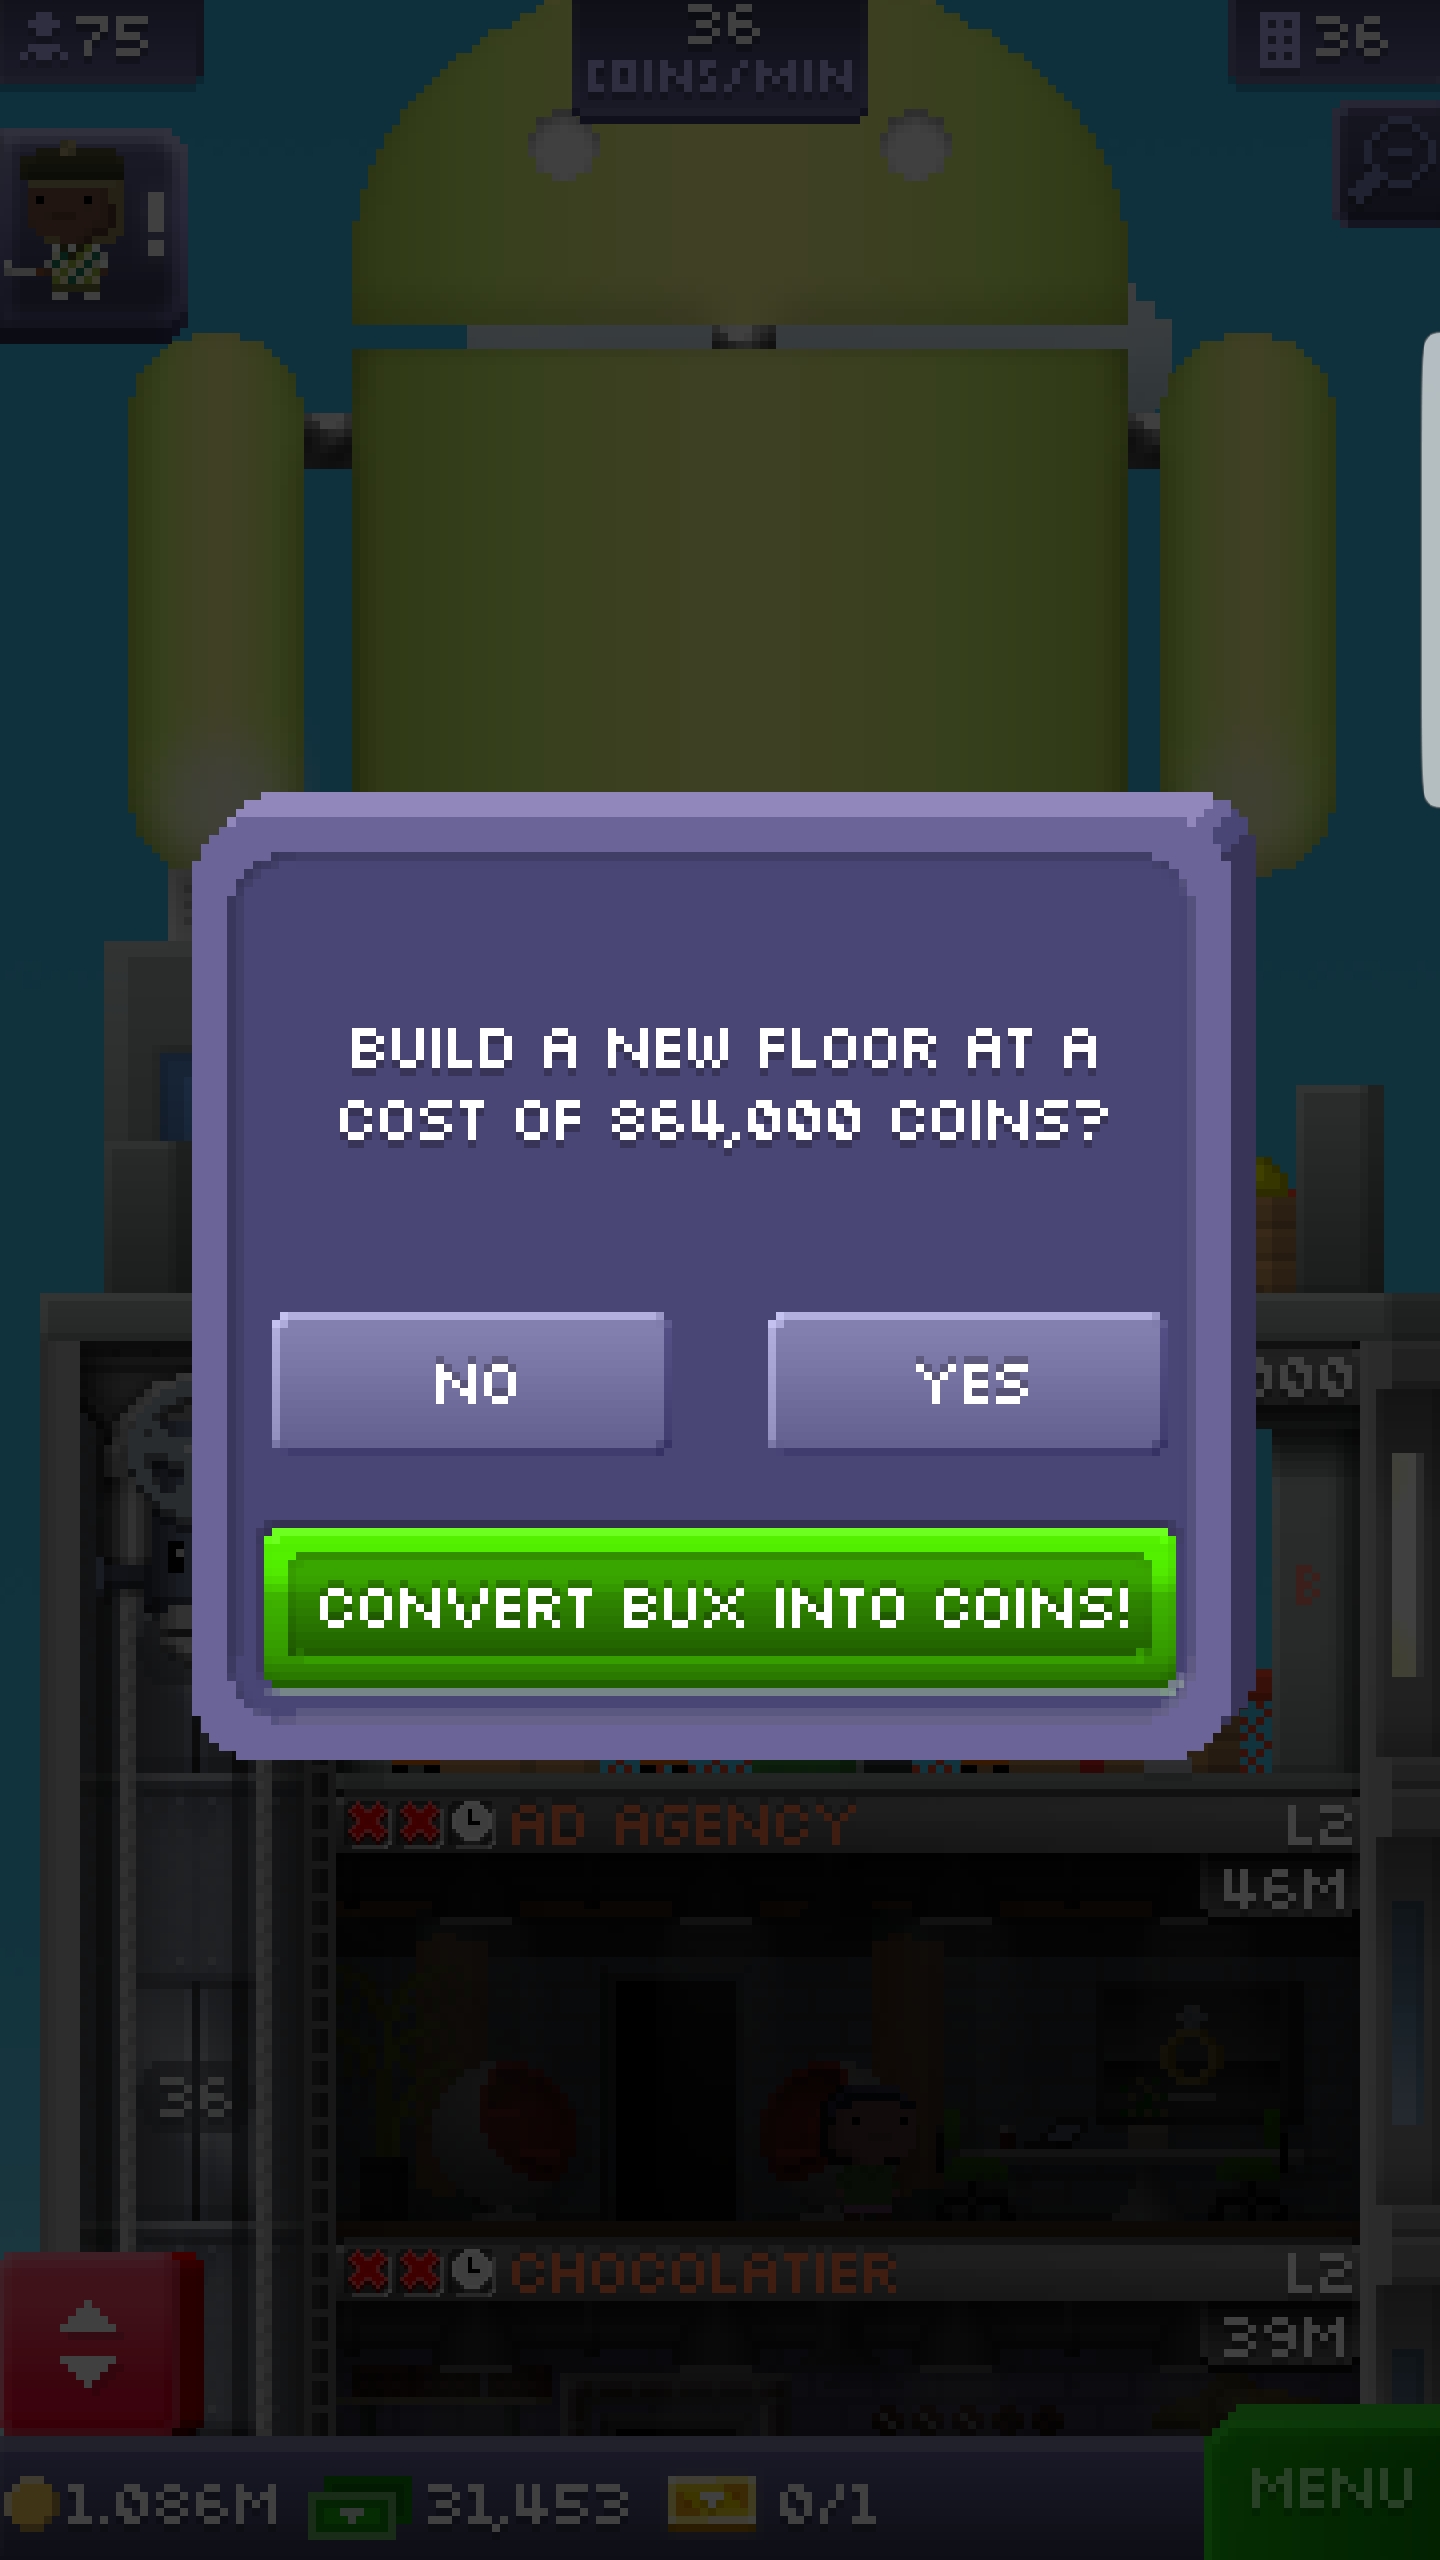 75
36
COINS/MIN
36
!
BUILD A NEW FLOOR AT A
COST OF 864,000 COINS?
NO
YES
000
CONVERT BUX INTO COINS!
B
AD AGENCY
L2
46M
36
CHOCOLATIER
L2
39M
1.086M
31,453
0/1
MENU